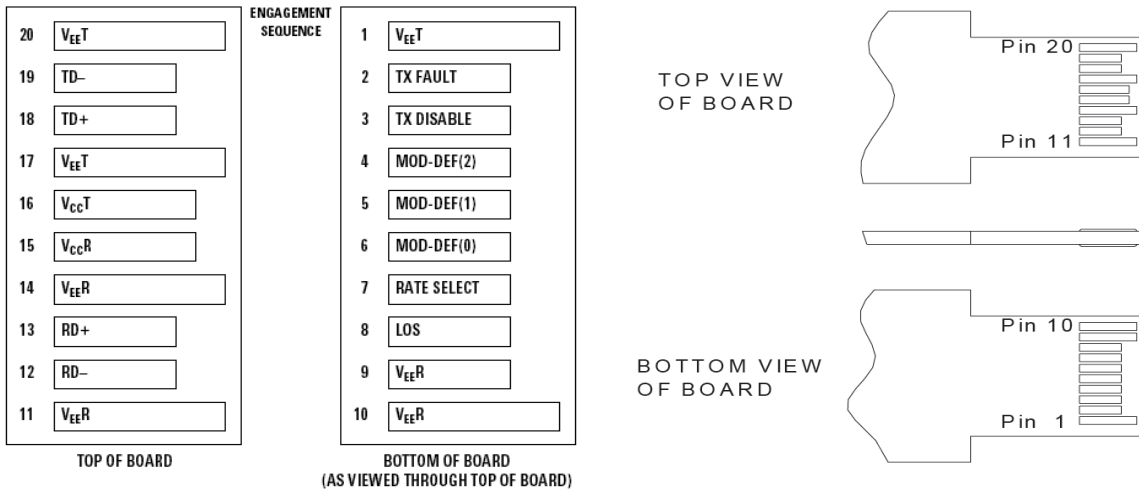 ENGAGEMENT
SEQUENCE
20 VEET
19 TD–
18 TD+
17 VEET
16 VCCT
15 VCCR
14 VEER
13 RD+
12 RD–
11 VEER
TOP OF BOARD
1 VEET
2 TX FAULT
3 TX DISABLE
4 MOD-DEF(2)
5 MOD-DEF(1)
6 MOD-DEF(0)
7 RATE SELECT
8 LOS
9 VEER
10 VEER
BOTTOM OF BOARD
(AS VIEWED THROUGH TOP OF BOARD)
TOP VIEW
OF BOARD
Pin 20
Pin 11
BOTTOM VIEW
OF BOARD
Pin 10
Pin 1